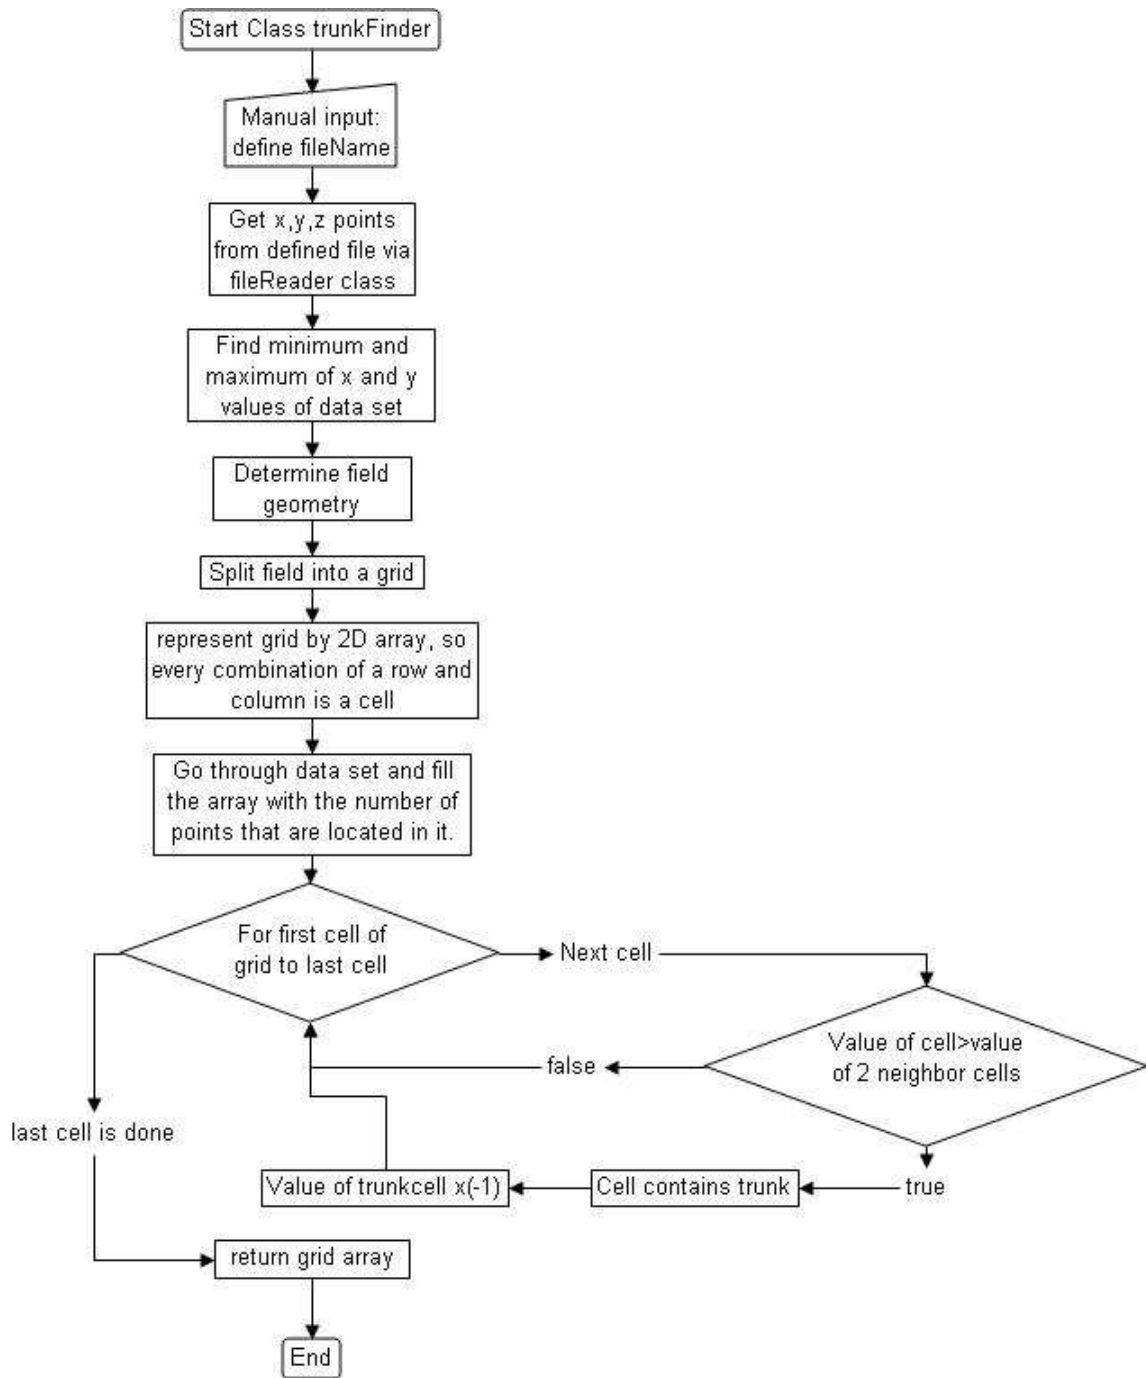 Start Class trunkFinder
Manual input:
define fileName
Get x,y,z points
from defined file via
fileReader class
Find minimum and
maximum of x and y
values of data set
Determine field
geometry
Split field into a grid
represent grid by 2D array, so
every combination of a row and
column is a cell
Go through data set and fill
the array with the number of
points that are located in it.
For first cell of
grid to last cell
Next cell
Value of cell>value
of 2 neighbor cells
false
last cell is done
true
Cell contains trunk
Value of trunkcell x(-1)
return grid array
End